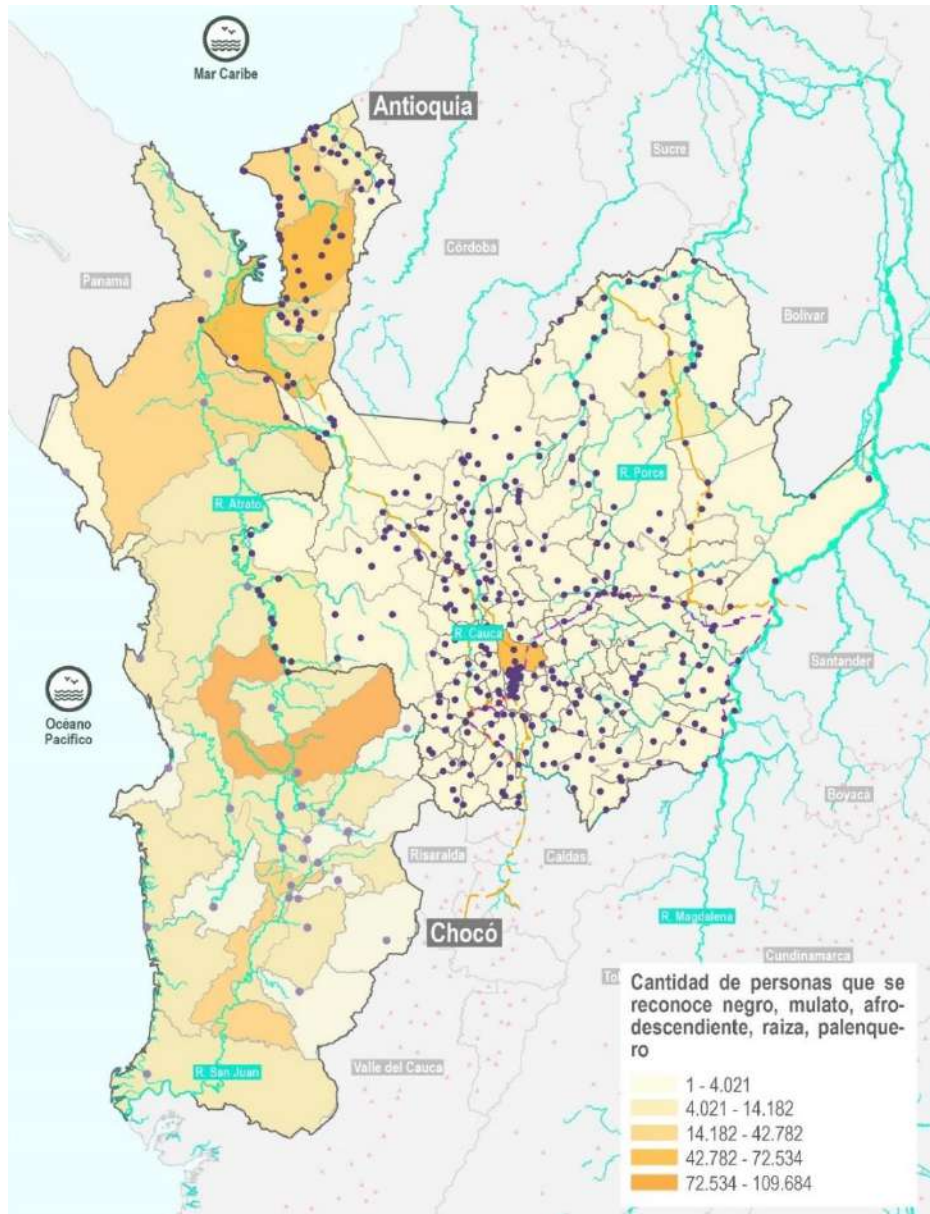 Mar Caribe
Antioquia
Sucre
Córdoba
Panamá
Bolívar
R. Porce
R. Atrato
R. Cauca
Santander
Océano
Pacífico
Boyacá
Risaralda
Caldas
R. Magdalena
Chocó
Cundinamarca
Tol
Valle del Cauca
R. San Juan
Cantidad de personas que se
reconoce negro, mulato, afro-
descendiente, raiza, palenque-
ro
1 - 4.021
4.021 - 14.182
14.182 - 42.782
42.782 - 72.534
72.534 - 109.684